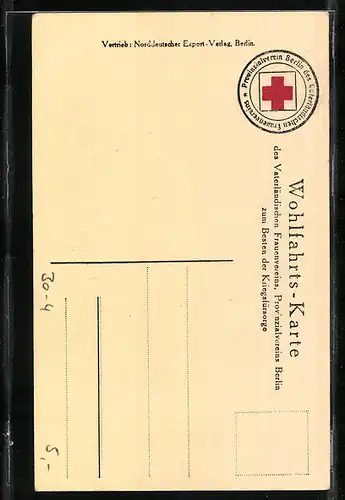 Vertrieb: Norddeutscher Export-Verlag, Berlin.
Provinzialverein Berlin des Vaterländischen Frauenvereins
Wohlfahrts-Karte
des Vaterländischen Frauenvereins, Provinzialvereins Berlin
zum Besten der Kriegsfürsorge
30-4
5,-